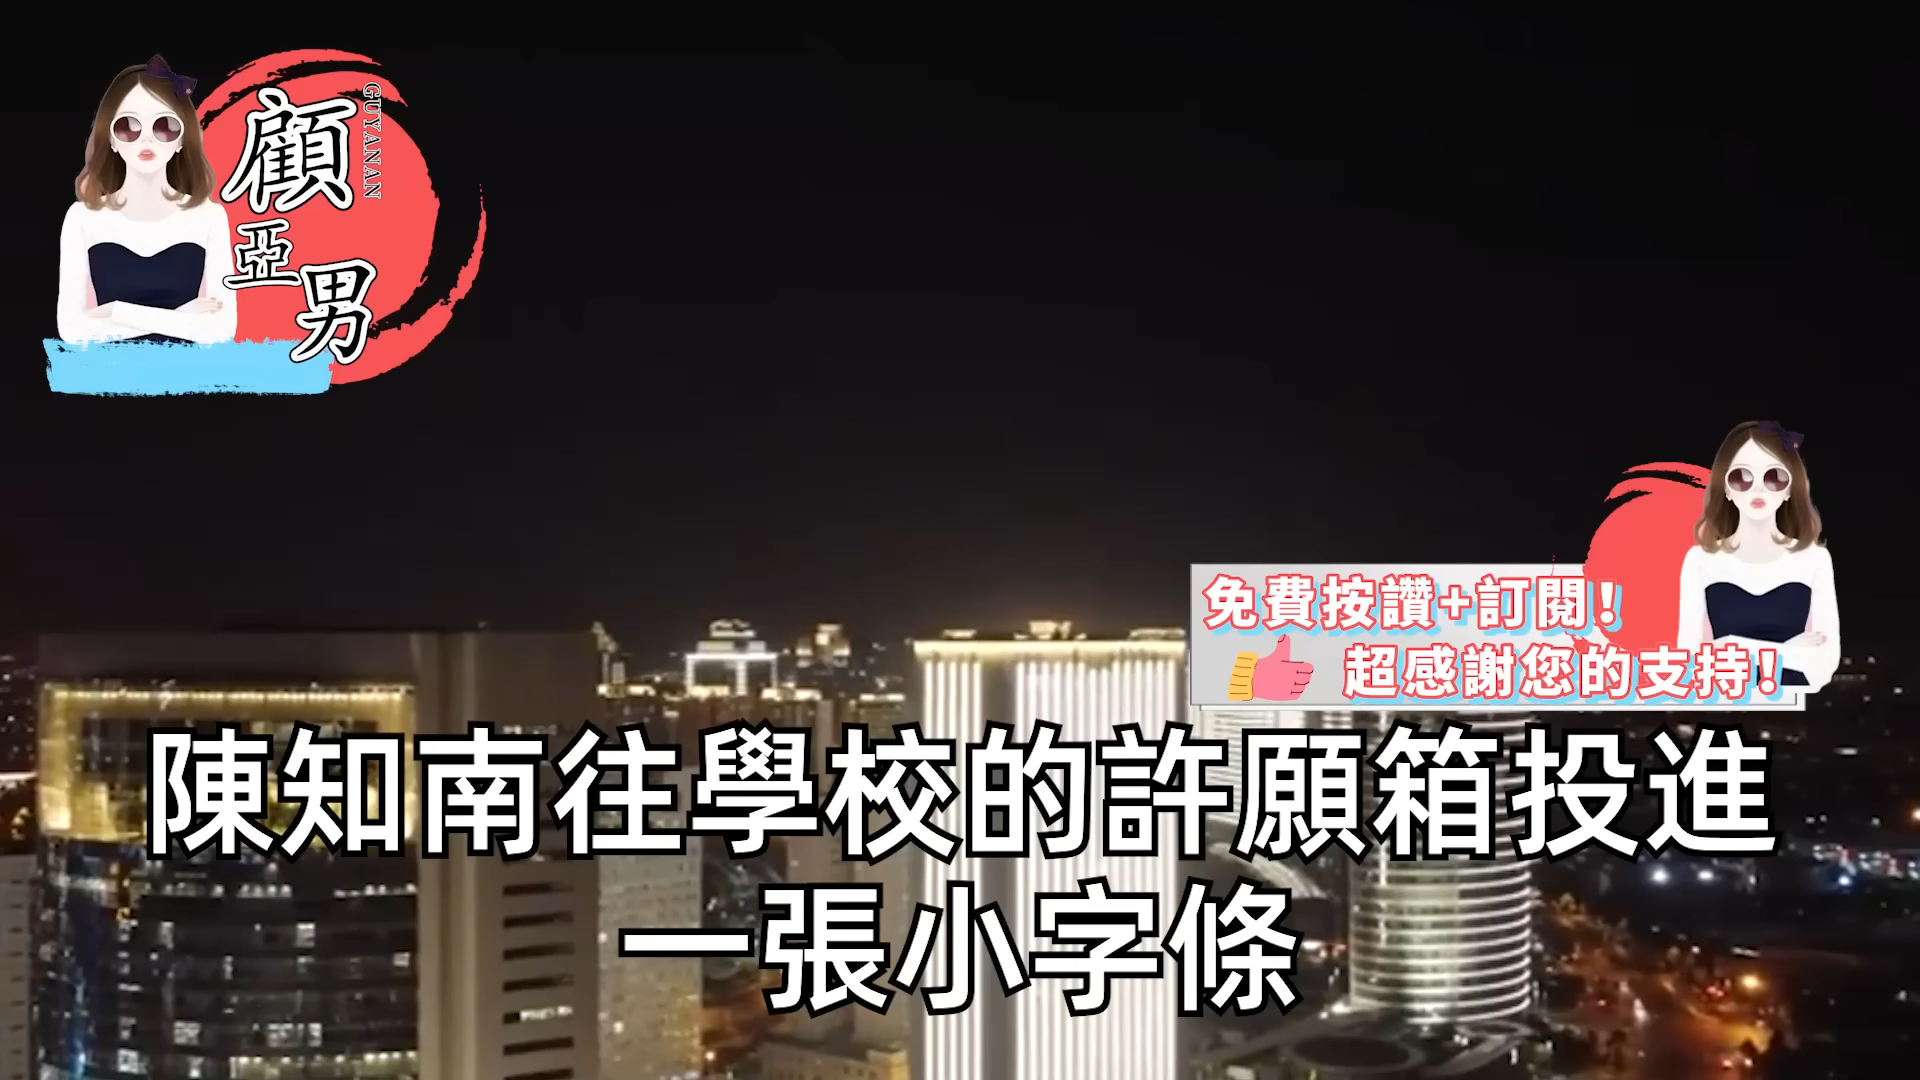 顧亞男
GUYANAN
免費按讚+訂閱！
超感謝您的支持！
陳知南往學校的許願箱投進
一張小字條